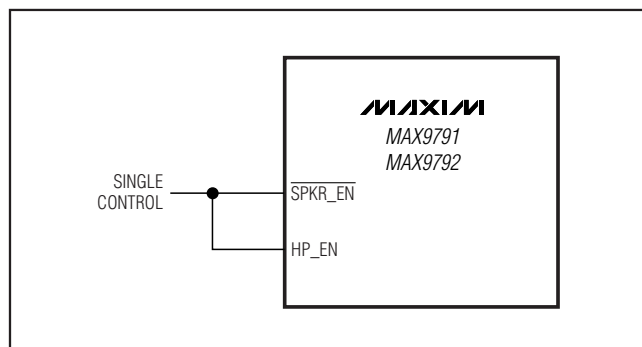 MAXIM
MAX9791
MAX9792
SINGLE
CONTROL
SPKR_EN
HP_EN